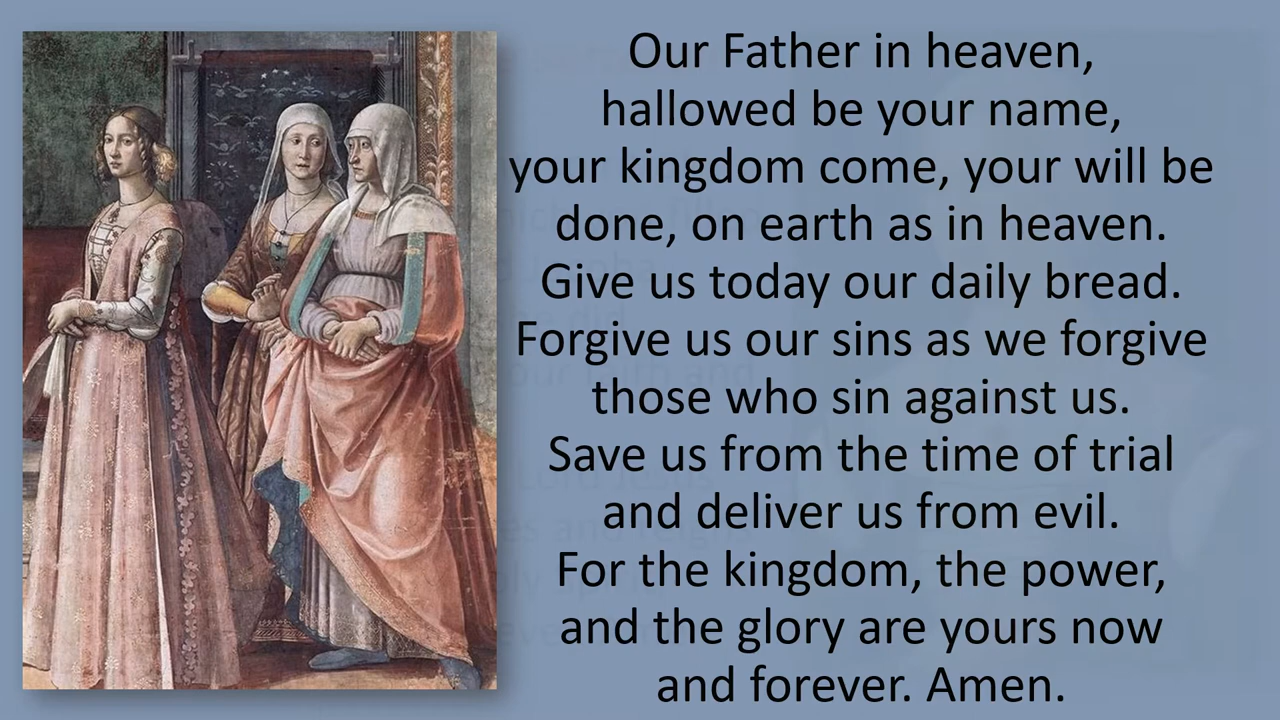 Our Father in heaven,
hallowed be your name,
your kingdom come, your will be
done, on earth as in heaven.
Give us today our daily bread.
Forgive us our sins as we forgive
those who sin against us.
Save us from the time of trial
and deliver us from evil.
For the kingdom, the power,
and the glory are yours now
and forever. Amen.